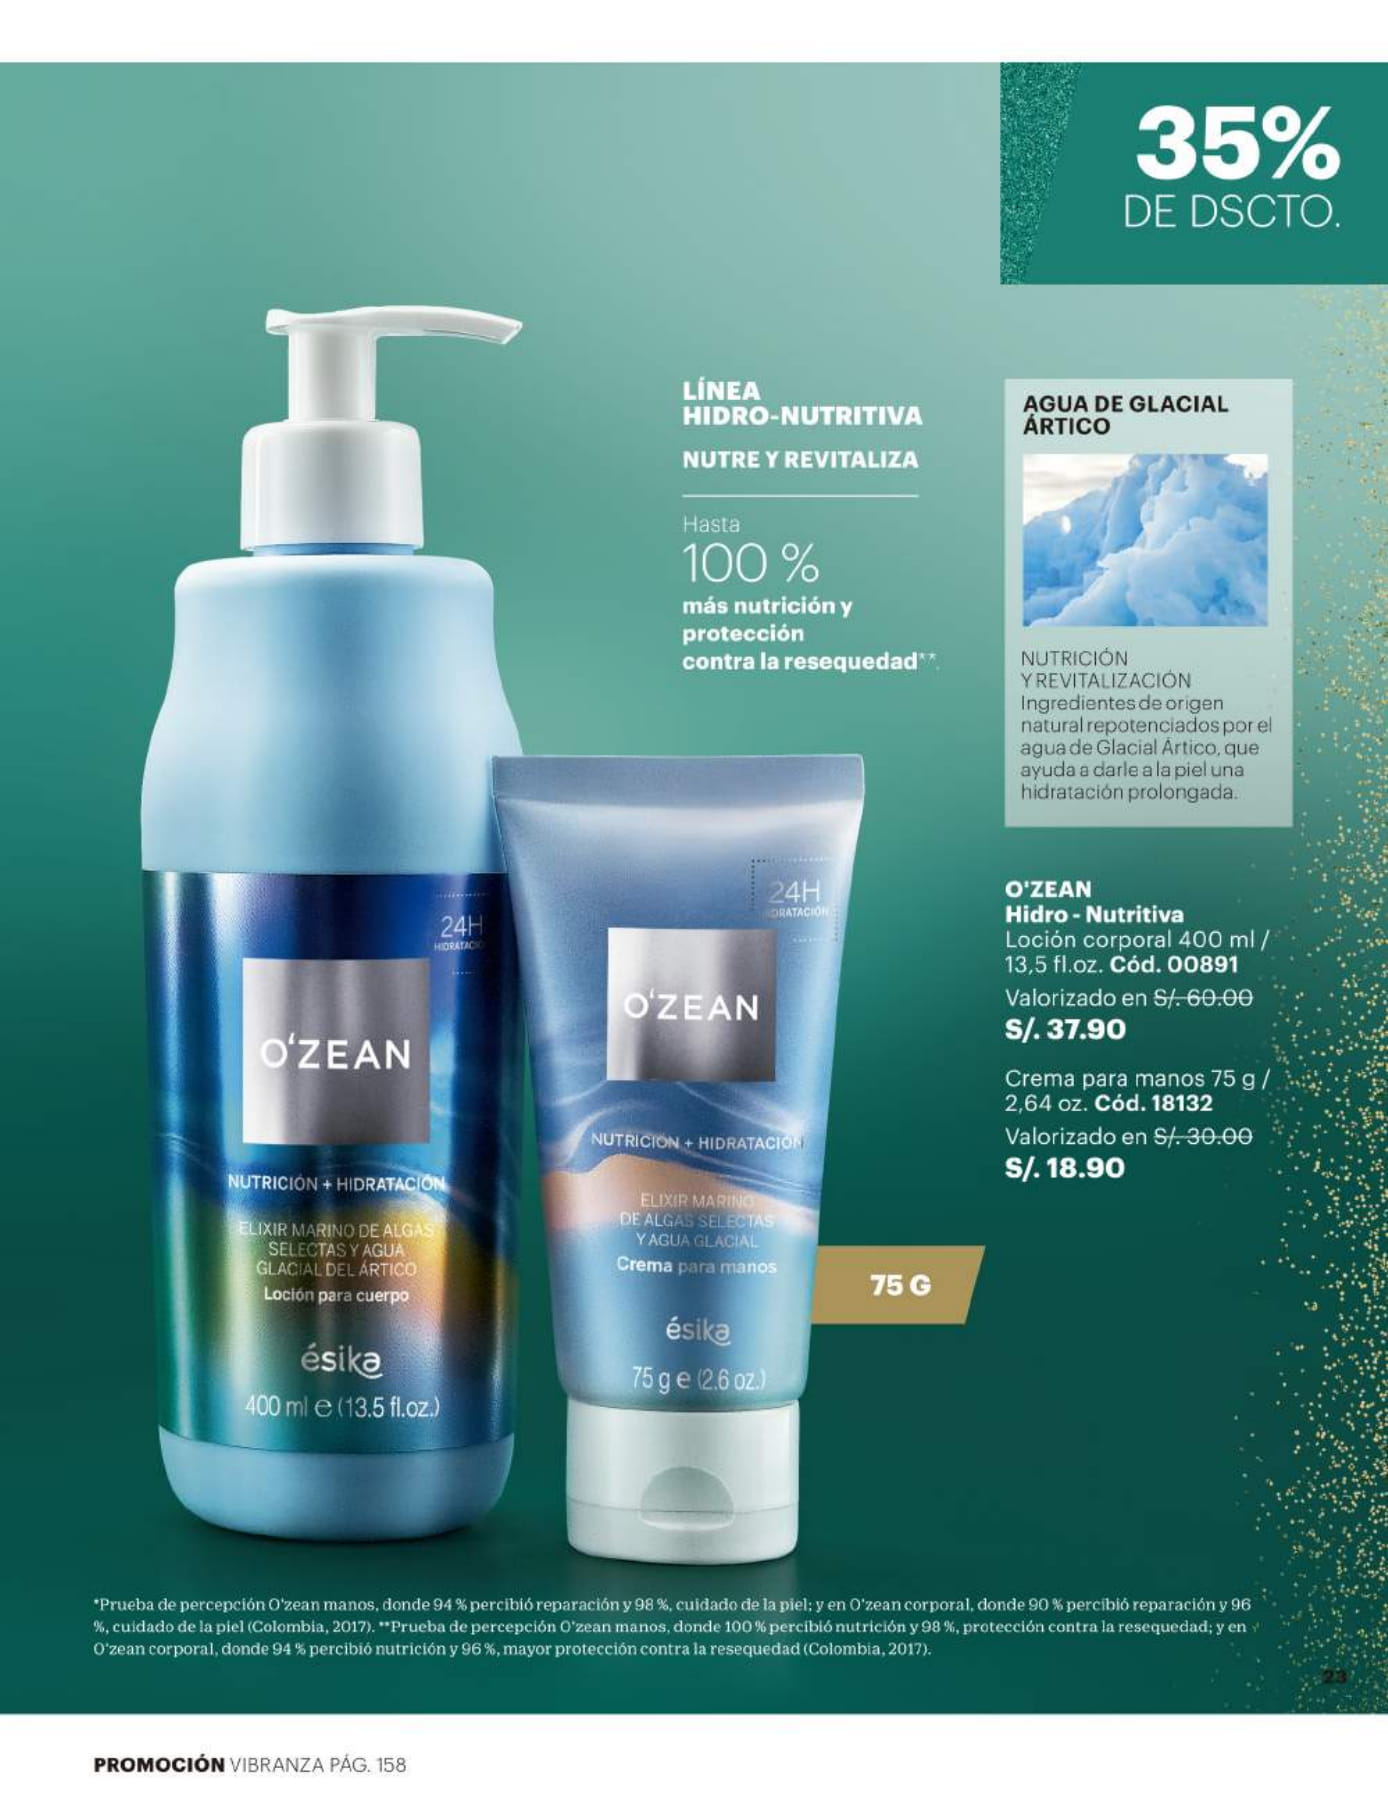 35%
DE DSCTO.
LÍNEA
HIDRO-NUTRITIVA
NUTRE Y REVITALIZA
Hasta
100 %
más nutrición y
protección
contra la resequedad**.
AGUA DE GLACIAL
ÁRTICO
NUTRICIÓN
Y REVITALIZACIÓN
Ingredientes de origen
natural repotenciados por el
agua de Glacial Ártico, que
ayuda a darle a la piel una
hidratación prolongada.
O'ZEAN
Hidro - Nutritiva
Loción corporal 400 ml /
13,5 fl.oz. Cód. 00891
Valorizado en S/. 60.00
S/. 37.90
Crema para manos 75 g /
2,64 oz. Cód. 18132
Valorizado en S/. 30.00
S/. 18.90
75 G
24H
HIDRATACIÓ
O'ZEAN
NUTRICIÓN + HIDRATACIÓN
ELIXIR MARINO DE ALGAS
SELECTAS Y AGUA
GLACIAL DEL ÁRTICO
Loción para cuerpo
ésika
400 ml e (13.5 fl.oz.)
24H
IDRATACIÓN
O'ZEAN
NUTRICIÓN + HIDRATACIÓN
ELIXIR MARINO
DE ALGAS SELECTAS
Y AGUA GLACIAL
Crema para manos
ésika
75 g e (2.6 oz.)
*Prueba de percepción O'zean manos, donde 94 % percibió reparación y 98 %, cuidado de la piel; y en O'zean corporal, donde 90 % percibió reparación y 96
%, cuidado de la piel (Colombia, 2017). **Prueba de percepción O'zean manos, donde 100 % percibió nutrición y 98 %, protección contra la resequedad; y en
O'zean corporal, donde 94 % percibió nutrición y 96 %, mayor protección contra la resequedad (Colombia, 2017).
23
PROMOCIÓN VIBRANZA PÁG. 158